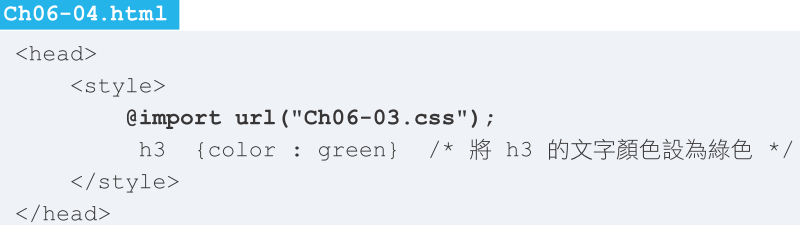 Ch06-04.html
<head>
<style>
@import url("Ch06-03.css");
h3 {color : green} /* 將 h3 的文字顏色設為綠色 */
</style>
</head>